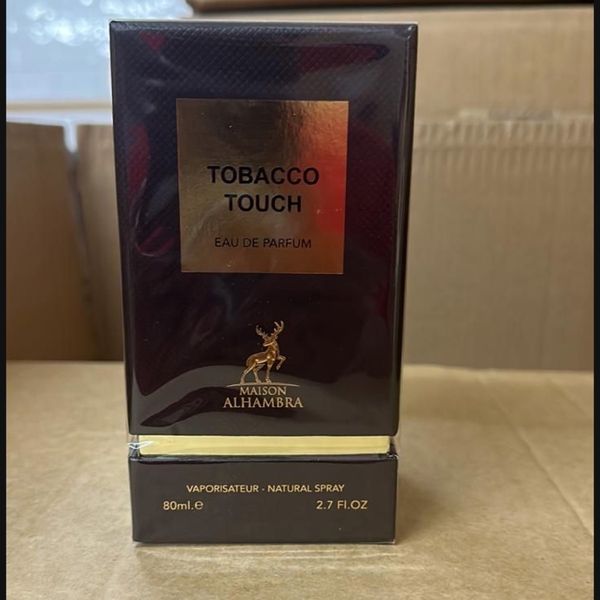 TOBACCO
TOUCH
EAU DE PARFUM
MAISON
ALHAMBRA
VAPORISATEUR - NATURAL SPRAY
80ml.e 2.7 Fl.OZ